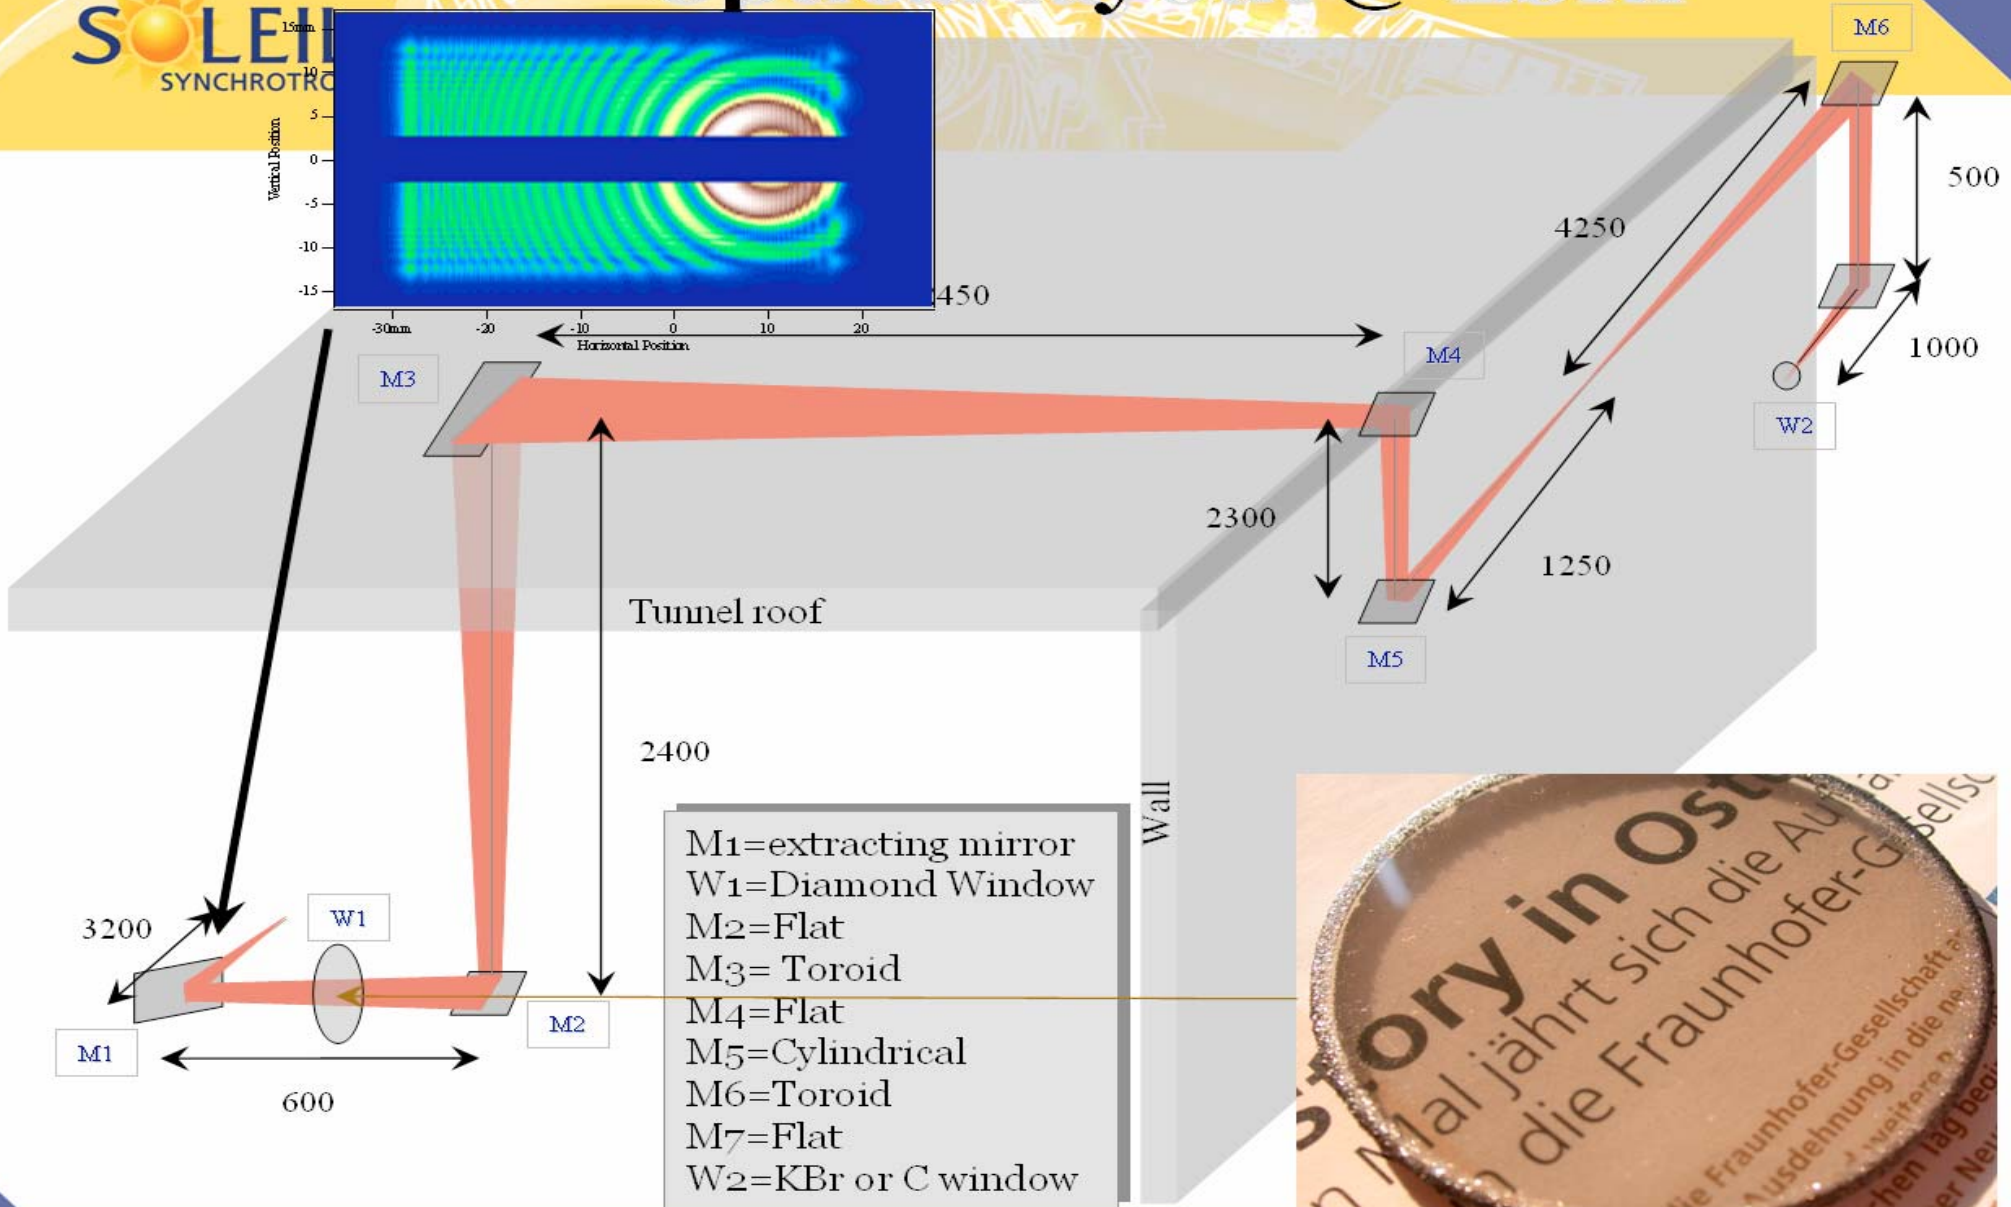 SOLEIL
SYNCHROTRO
M6
15mm
10
5
0
-5
-10
-15
Vertical Position
-30mm
-20
-10
0
10
20
Horizontal Position
450
500
4250
1000
W2
M3
M4
2300
1250
Tunnel roof
M5
2400
Wall
3200
W1
M1
M2
600
M1=extracting mirror
W1=Diamond Window
M2=Flat
M3= Toroid
M4=Flat
M5=Cylindrical
M6=Toroid
M7=Flat
W2=KBr or C window
story in Ost
Mal jährt sich die Au
die Fraunhofer-Gesellsc
die Fraunhofer-Gesellschaft
Ausdehnung in die ne
weitere